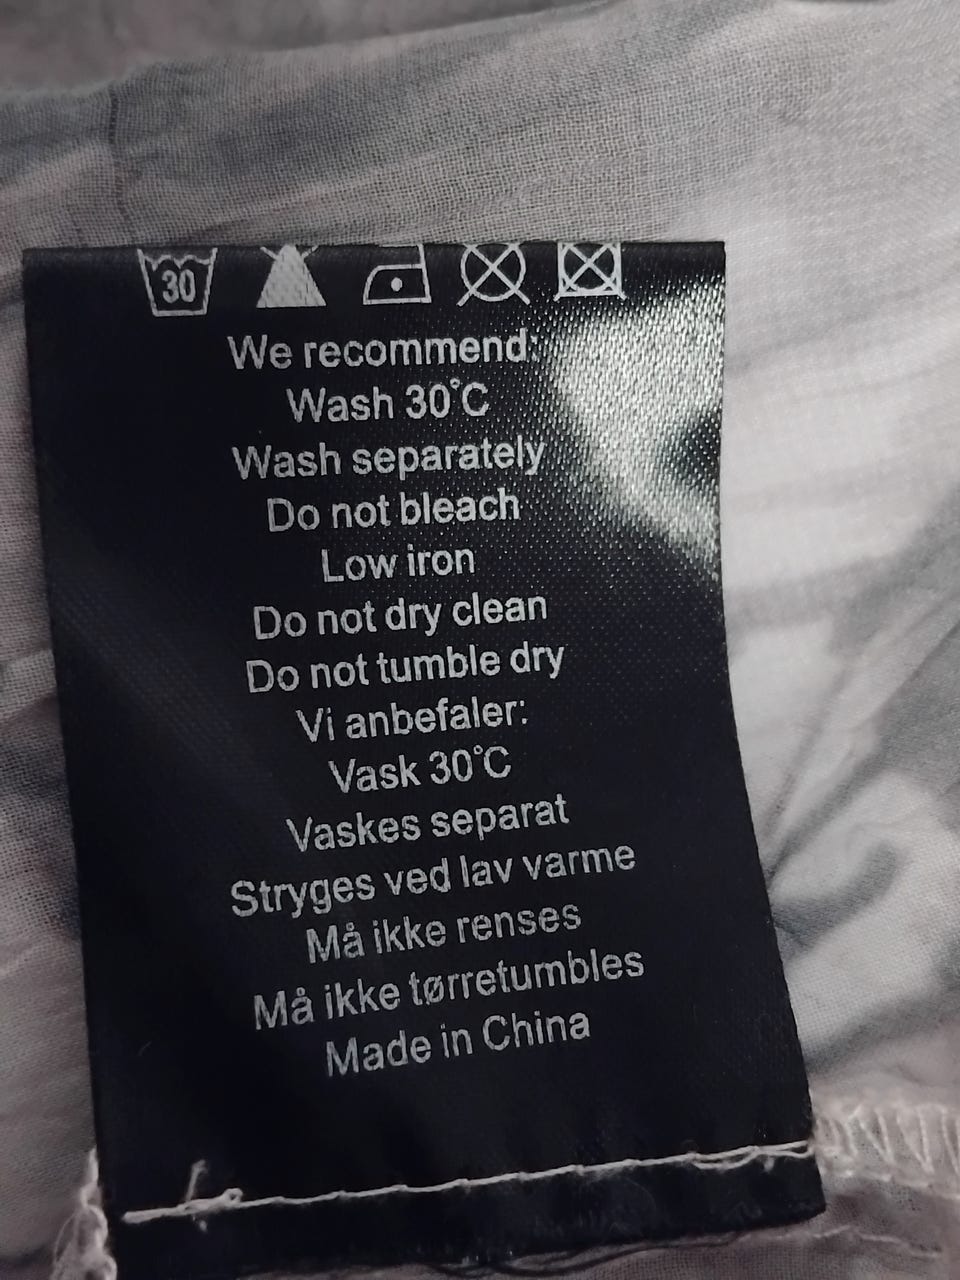 30
We recommend:
Wash 30°C
Wash separately
Do not bleach
Low iron
Do not dry clean
Do not tumble dry
Vi anbefaler:
Vask 30°C
Vaskes separat
Stryges ved lav varme
Må ikke renses
Må ikke tørretumbles
Made in China